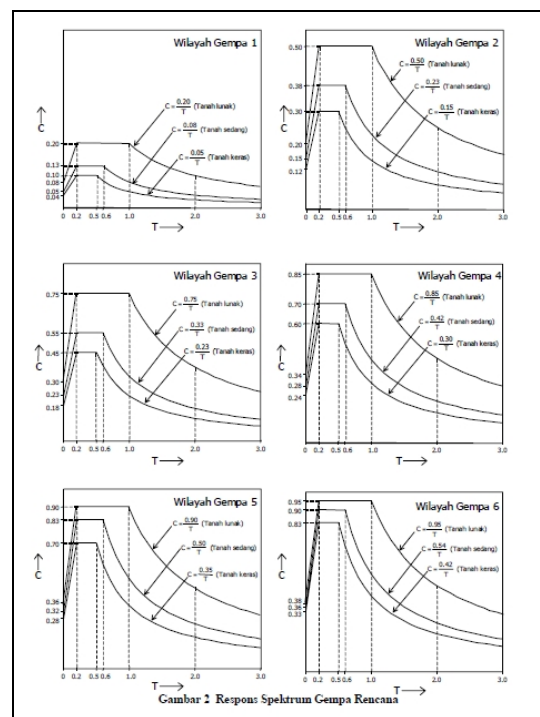 Wilayah Gempa 1
C
0.20
0.13
0.10
0.08
0.05
0.04
C = 0.20/T (Tanah lunak)
C = 0.08/T (Tanah sedang)
C = 0.05/T (Tanah keras)
0 0.2 0.5 0.6 1.0 2.0 3.0
T
Wilayah Gempa 2
C
0.50
0.38
0.30
0.20
0.15
0.12
C = 0.50/T (Tanah lunak)
C = 0.23/T (Tanah sedang)
C = 0.15/T (Tanah keras)
0 0.2 0.5 0.6 1.0 2.0 3.0
T
Wilayah Gempa 3
C
0.75
0.55
0.45
0.30
0.23
0.18
C = 0.75/T (Tanah lunak)
C = 0.33/T (Tanah sedang)
C = 0.23/T (Tanah keras)
0 0.2 0.5 0.6 1.0 2.0 3.0
T
Wilayah Gempa 4
C
0.85
0.70
0.60
0.34
0.28
0.24
C = 0.85/T (Tanah lunak)
C = 0.42/T (Tanah sedang)
C = 0.30/T (Tanah keras)
0 0.2 0.5 0.6 1.0 2.0 3.0
T
Wilayah Gempa 5
C
0.90
0.83
0.70
0.36
0.32
0.28
C = 0.90/T (Tanah lunak)
C = 0.50/T (Tanah sedang)
C = 0.35/T (Tanah keras)
0 0.2 0.5 0.6 1.0 2.0 3.0
T
Wilayah Gempa 6
C
0.95
0.90
0.83
0.38
0.36
0.33
C = 0.95/T (Tanah lunak)
C = 0.54/T (Tanah sedang)
C = 0.42/T (Tanah keras)
0 0.2 0.5 0.6 1.0 2.0 3.0
T
Gambar 2 Respons Spektrum Gempa Rencana